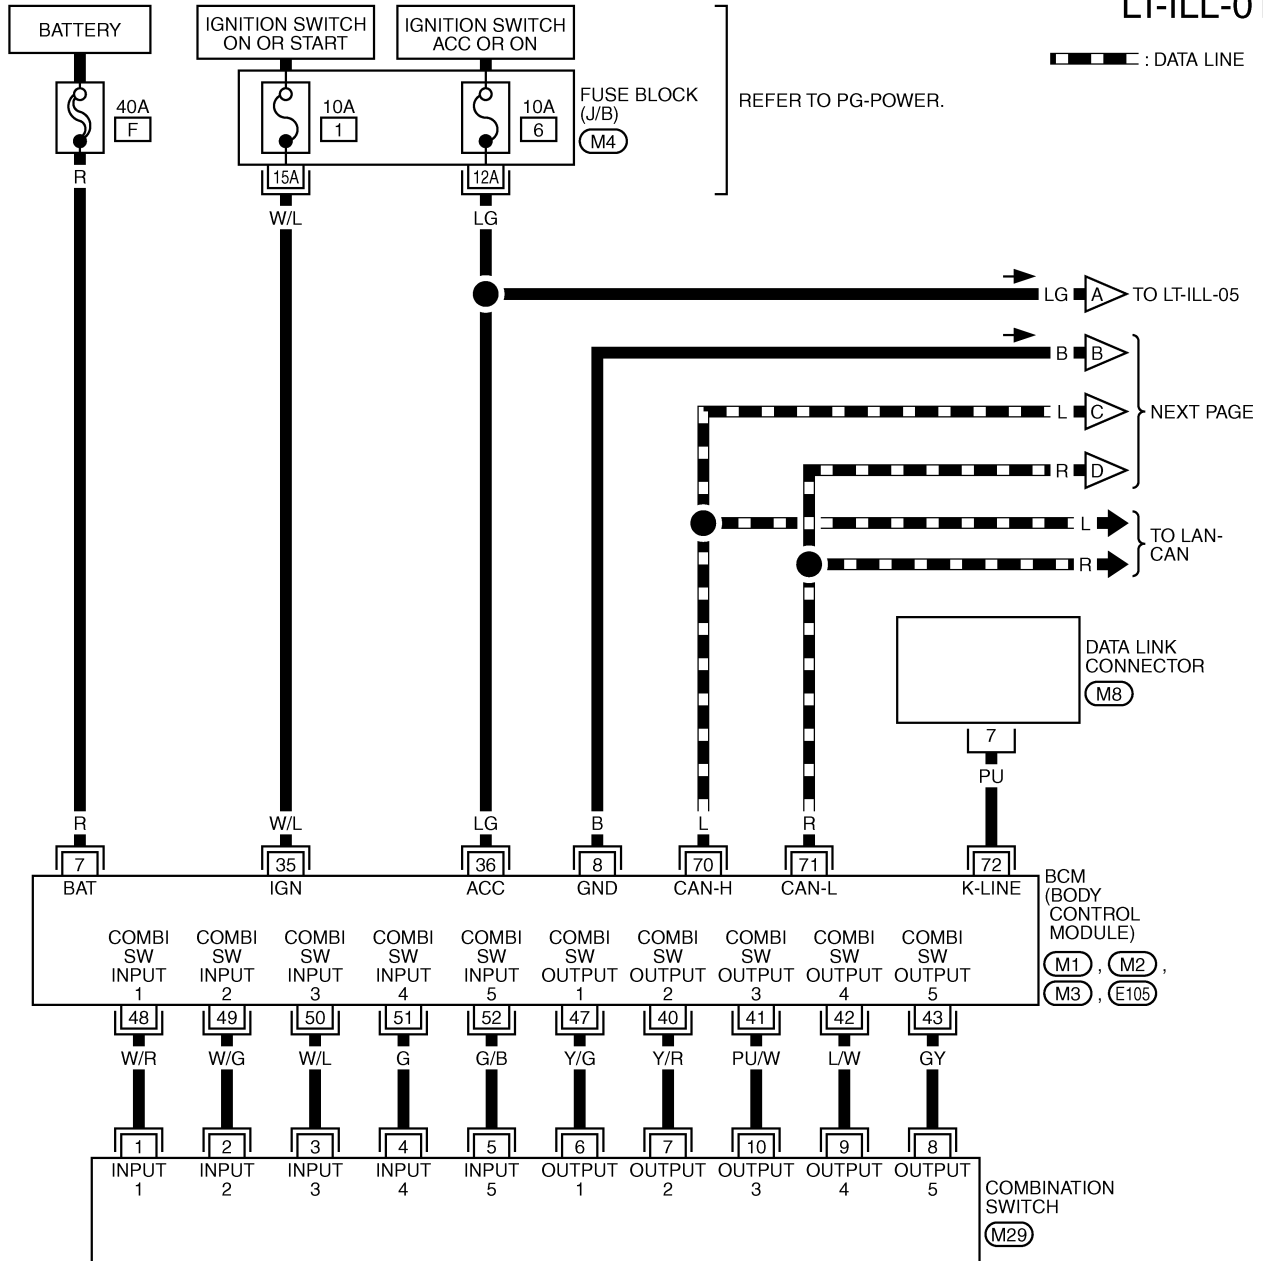 LT-ILL-01
BATTERY
IGNITION SWITCH
ON OR START
IGNITION SWITCH
ACC OR ON
: DATA LINE
40A
F
10A
1
10A
6
FUSE BLOCK
(J/B)
M4
REFER TO PG-POWER.
R
15A
12A
W/L
LG
LG
A
TO LT-ILL-05
B
B
L
C
NEXT PAGE
R
D
L
R
TO LAN-
CAN
DATA LINK
CONNECTOR
M8
7
PU
R
W/L
LG
B
L
R
7
35
36
8
70
71
72
BAT
IGN
ACC
GND
CAN-H
CAN-L
K-LINE
BCM
(BODY
CONTROL
MODULE)
M1 , M2 ,
M3 , E105
COMBI
SW
INPUT
1
COMBI
SW
INPUT
2
COMBI
SW
INPUT
3
COMBI
SW
INPUT
4
COMBI
SW
INPUT
5
COMBI
SW
OUTPUT
1
COMBI
SW
OUTPUT
2
COMBI
SW
OUTPUT
3
COMBI
SW
OUTPUT
4
COMBI
SW
OUTPUT
5
48
49
50
51
52
47
40
41
42
43
W/R
W/G
W/L
G
G/B
Y/G
Y/R
PU/W
L/W
GY
1
2
3
4
5
6
7
10
9
8
INPUT
1
INPUT
2
INPUT
3
INPUT
4
INPUT
5
OUTPUT
1
OUTPUT
2
OUTPUT
3
OUTPUT
4
OUTPUT
5
COMBINATION
SWITCH
M29